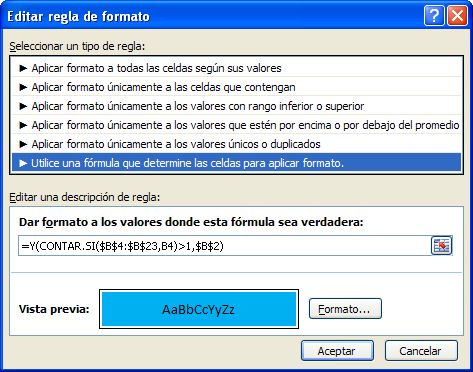 Editar regla de formato
Seleccionar un tipo de regla:
► Aplicar formato a todas las celdas según sus valores
► Aplicar formato únicamente a las celdas que contengan
► Aplicar formato únicamente a los valores con rango inferior o superior
► Aplicar formato únicamente a los valores que estén por encima o por debajo del promedio
► Aplicar formato únicamente a los valores únicos o duplicados
► Utilice una fórmula que determine las celdas para aplicar formato.
Editar una descripción de regla:
Dar formato a los valores donde esta fórmula sea verdadera:
=Y(CONTAR.SI($B$4:$B$23,B4)>1,$B$2)
Vista previa: AaBbCcYyZz Formato...
Aceptar Cancelar